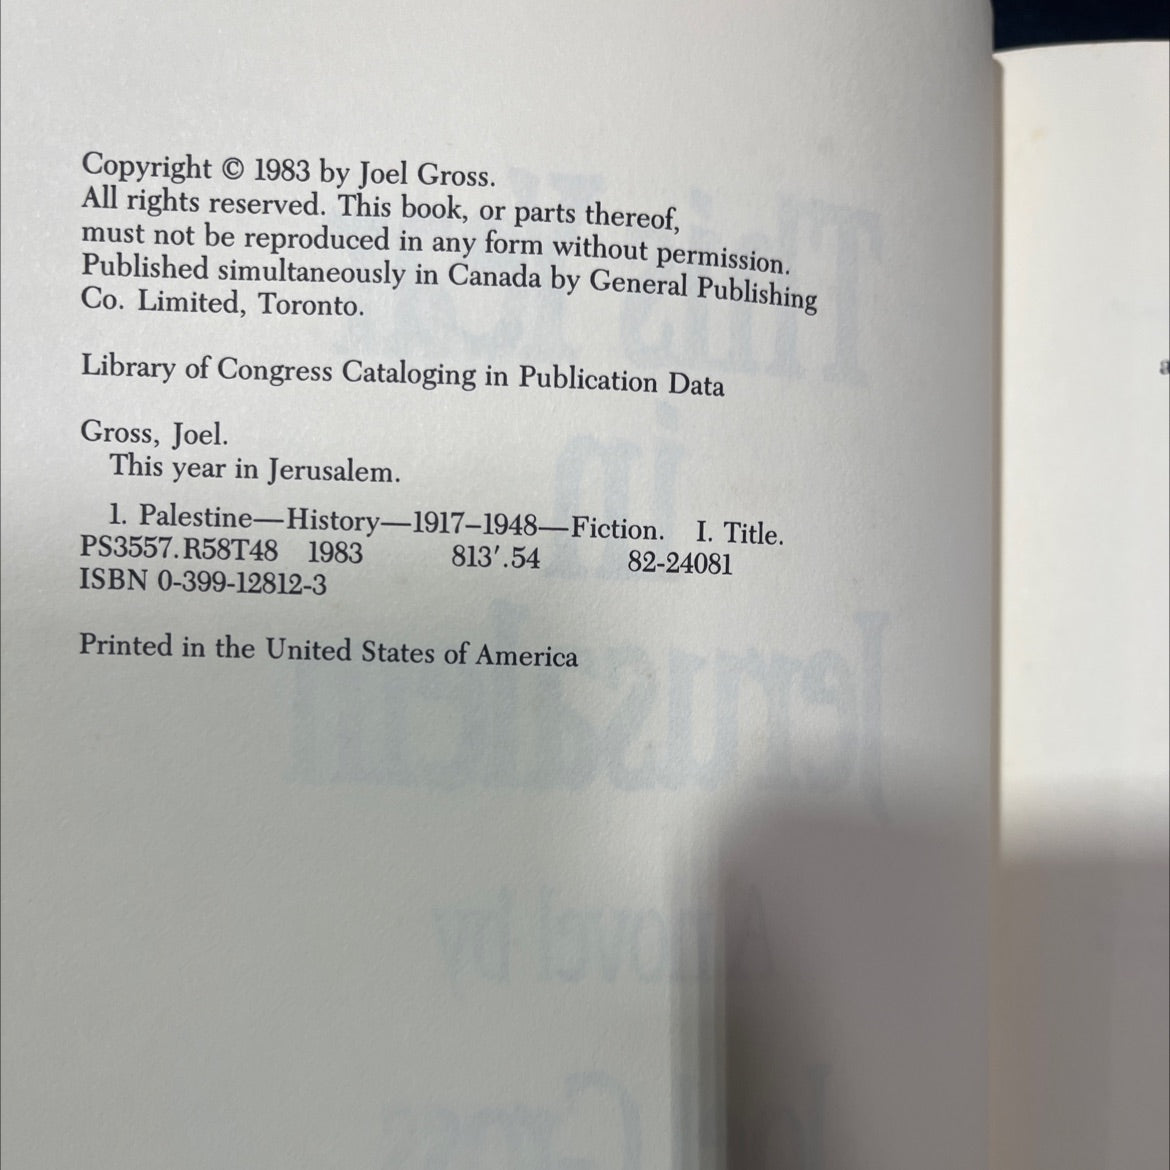 Copyright © 1983 by Joel Gross.
All rights reserved. This book, or parts thereof,
must not be reproduced in any form without permission.
Published simultaneously in Canada by General Publishing
Co. Limited, Toronto.
Library of Congress Cataloging in Publication Data
Gross, Joel.
This year in Jerusalem.
1. Palestine—History—1917–1948—Fiction. I. Title.
PS3557.R58T48 1983 813′.54 82-24081
ISBN 0-399-12812-3
Printed in the United States of America